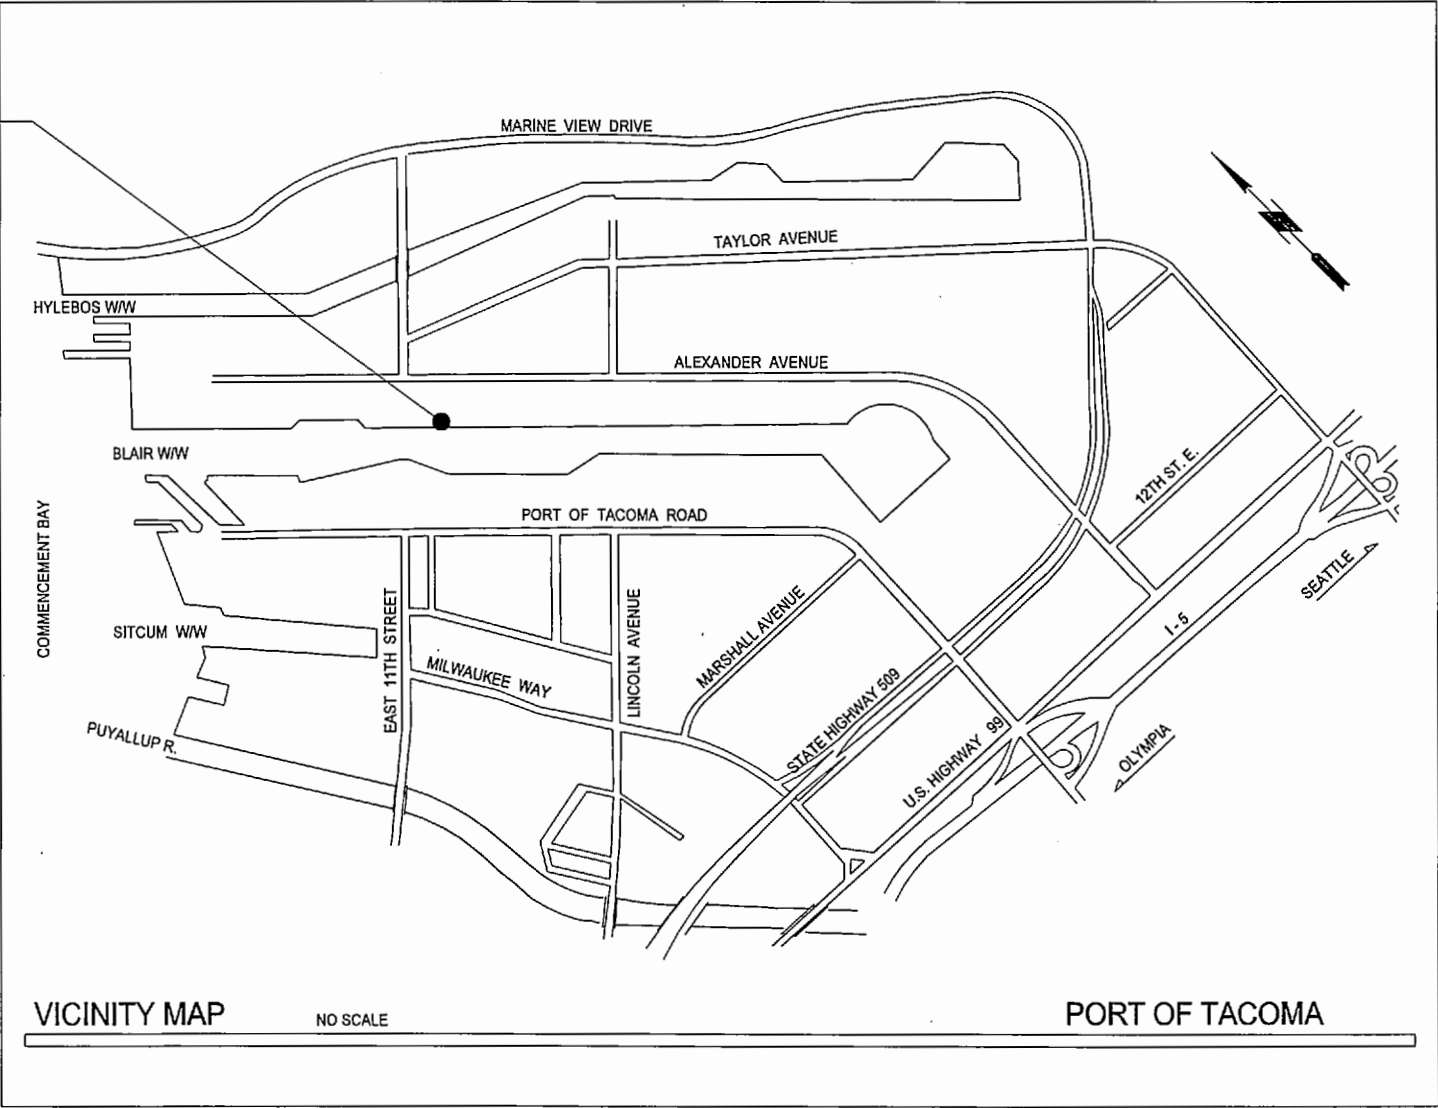 MARINE VIEW DRIVE
TAYLOR AVENUE
HYLEBOS W/W
ALEXANDER AVENUE
BLAIR W/W
12TH ST. E.
PORT OF TACOMA ROAD
COMMENCEMENT BAY
SEATTLE
EAST 11TH STREET
LINCOLN AVENUE
MARSHALL AVENUE
I - 5
SITCUM W/W
MILWAUKEE WAY
STATE HIGHWAY 509
PUYALLUP R.
U.S. HIGHWAY 99
OLYMPIA
VICINITY MAP
NO SCALE
PORT OF TACOMA